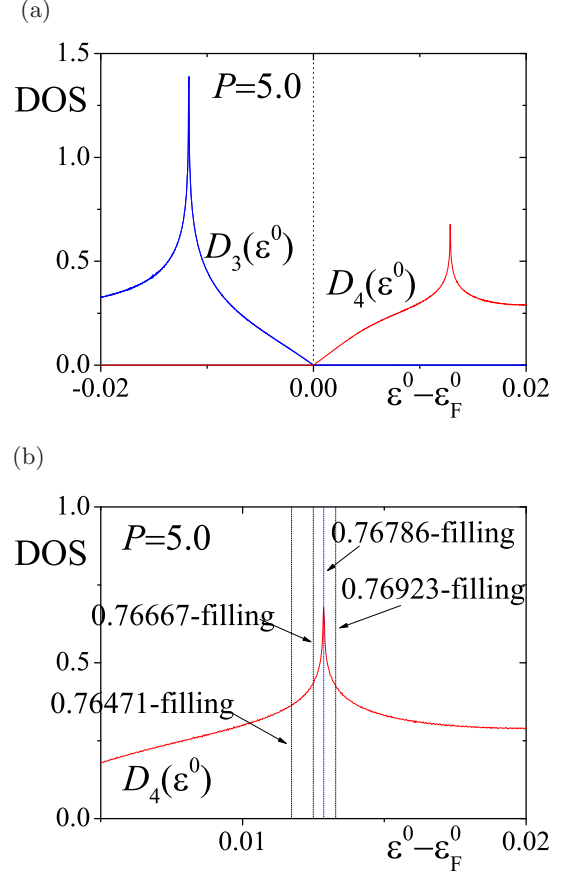 (a)
1.5
P=5.0
DOS
1.0
D₃(ε⁰)
0.5
D₄(ε⁰)
0.0
-0.02
0.00
ε⁰−ε⁰F
0.02
(b)
1.0
P=5.0
DOS
0.76786-filling
0.76923-filling
0.76667-filling
0.5
0.76471-filling
D₄(ε⁰)
0.0
0.01
ε⁰−ε⁰F
0.02